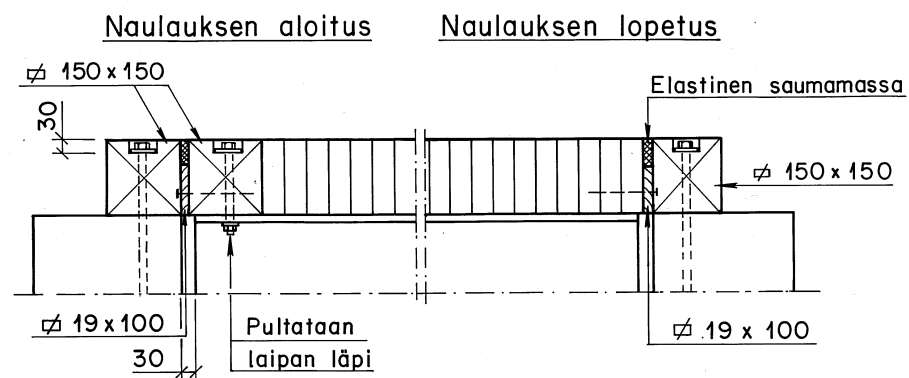 Naulauksen aloitus
Naulauksen lopetus
⌷ 150 x 150
Elastinen saumamassa
30
⌷ 150 x 150
⌷ 19 x 100
Pultataan
laipan läpi
⌷ 19 x 100
30